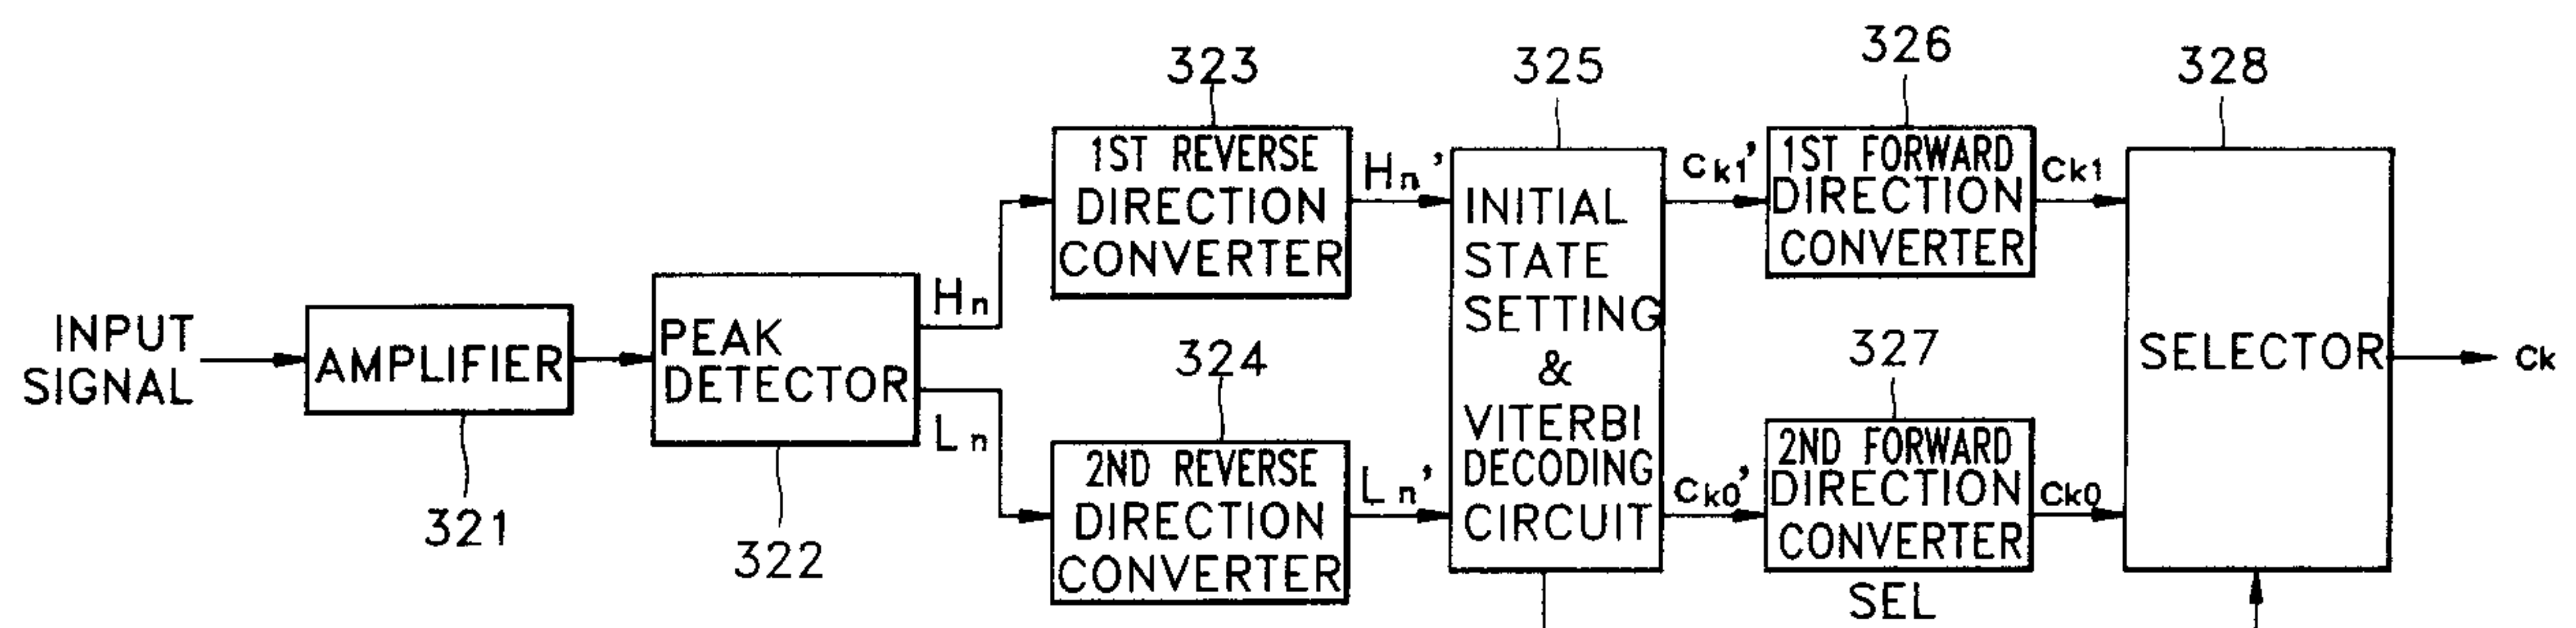 INPUT
SIGNAL
AMPLIFIER
321
PEAK
DETECTOR
322
Hn
Ln
323
1ST REVERSE
DIRECTION
CONVERTER
324
2ND REVERSE
DIRECTION
CONVERTER
Hn'
Ln'
325
INITIAL
STATE
SETTING
&
VITERBI
DECODING
CIRCUIT
ck1'
ck0'
326
1ST FORWARD
DIRECTION
CONVERTER
327
2ND FORWARD
DIRECTION
CONVERTER
SEL
ck1
ck0
328
SELECTOR
ck